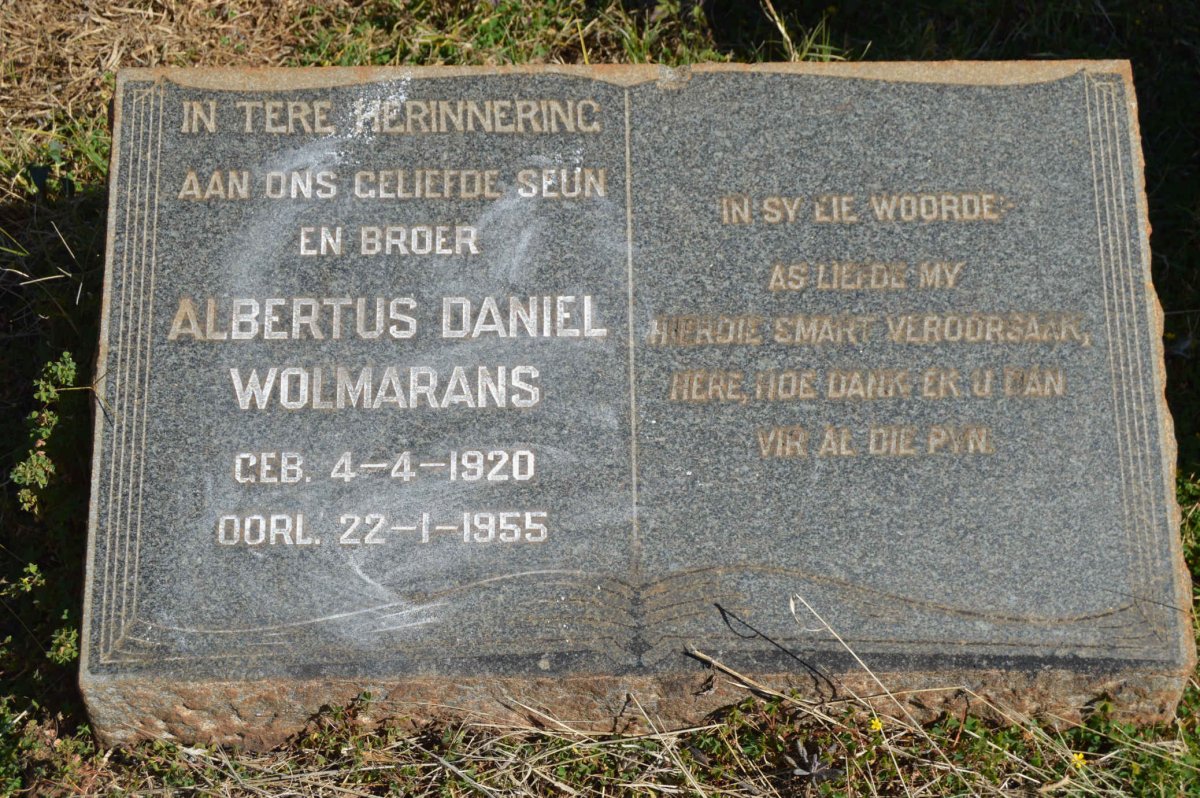 IN TERE HERINNERING
AAN ONS GELIEFDE SEUN
EN BROER
ALBERTUS DANIEL
WOLMARANS
GEB. 4-4-1920
OORL. 22-1-1955
IN SY EIE WOORDE:-
AS LIEFDE MY
HIERDIE SMART VEROORSAAK,
HERE, HOE DANK EK U DAN
VIR AL DIE PYN.